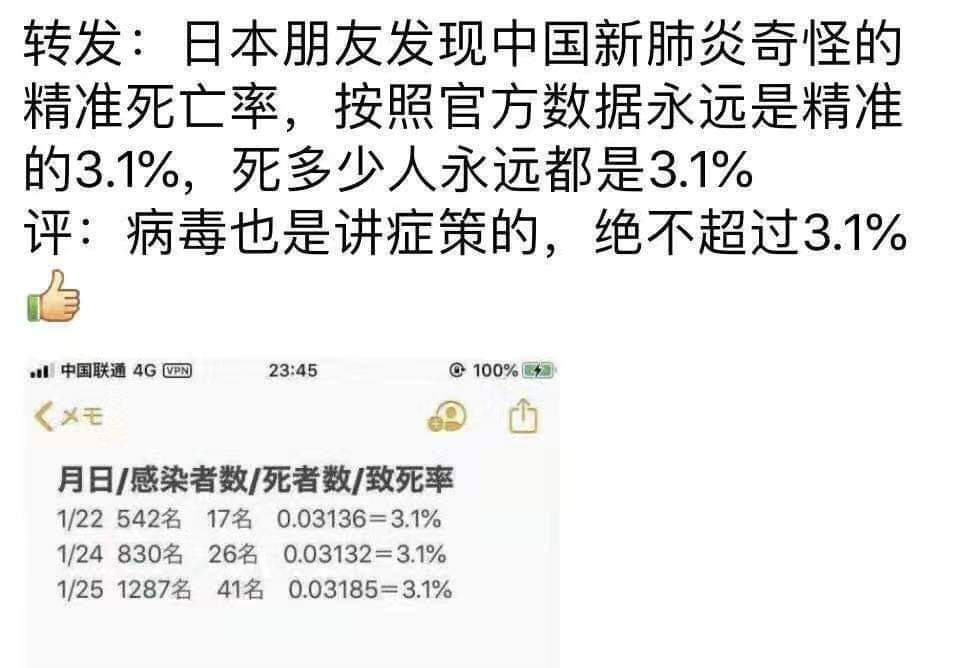 转发：日本朋友发现中国新肺炎奇怪的
精准死亡率，按照官方数据永远是精准
的3.1%，死多少人永远都是3.1%
评：病毒也是讲症策的，绝不超过3.1%
中国联通 4G VPN 23:45 100%
メモ
月日/感染者数/死者数/致死率
1/22 542名 17名 0.03136＝3.1%
1/24 830名 26名 0.03132＝3.1%
1/25 1287名 41名 0.03185＝3.1%